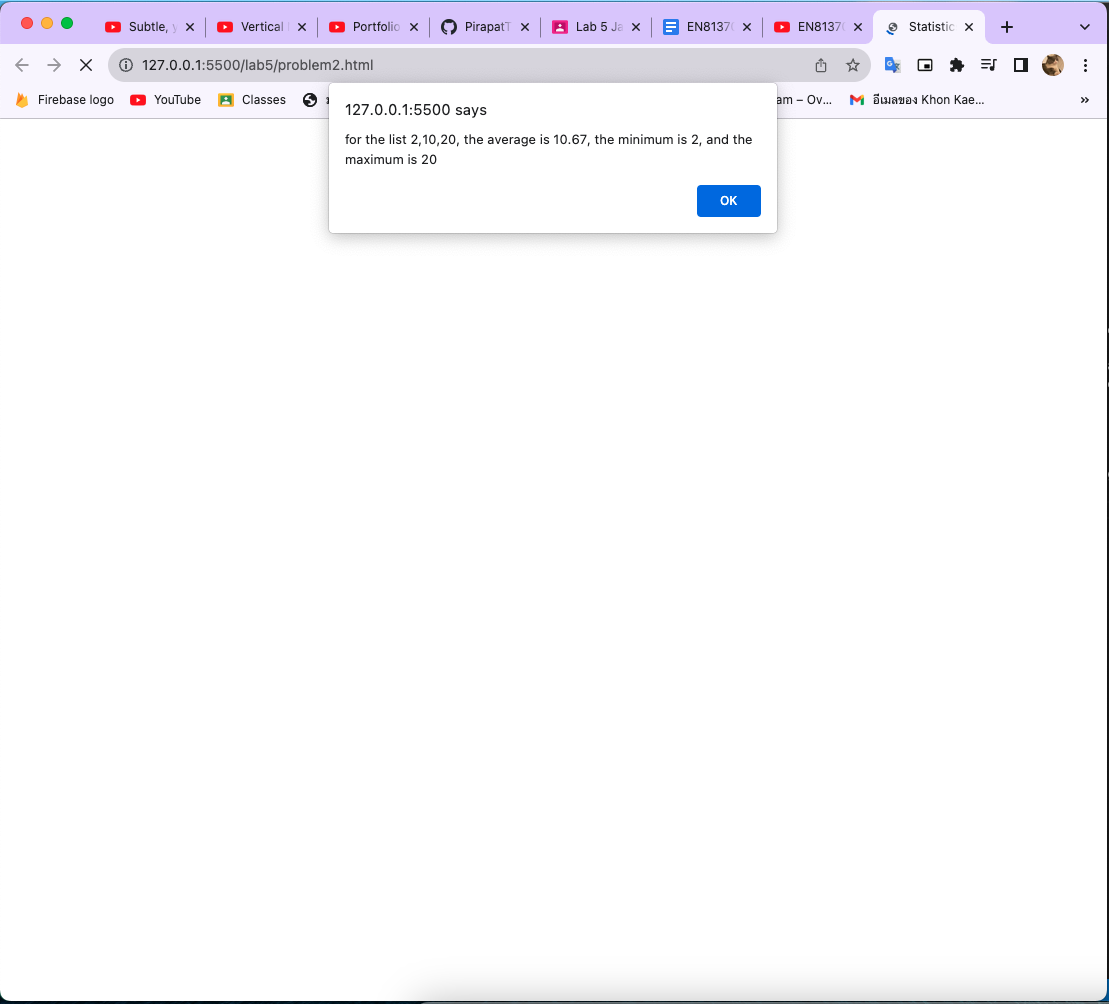 Subtle, y
Vertical
Portfolio
PirapatT
Lab 5 Ja
EN8137
EN8137
Statistic
127.0.0.1:5500/lab5/problem2.html
Firebase logo
YouTube
Classes
am – Ov...
อีเมลของ Khon Kae...
»
127.0.0.1:5500 says
for the list 2,10,20, the average is 10.67, the minimum is 2, and the
maximum is 20
OK